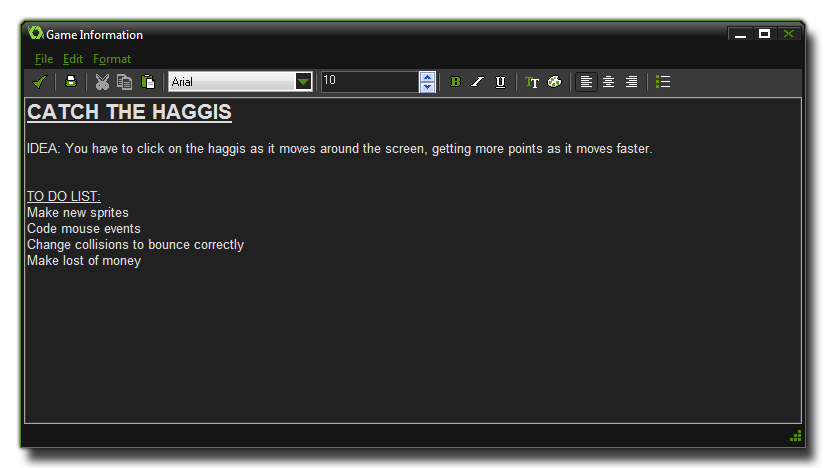 Game Information
File Edit Format
Arial 10 B I U TT
CATCH THE HAGGIS
IDEA: You have to click on the haggis as it moves around the screen, getting more points as it moves faster.
TO DO LIST:
Make new sprites
Code mouse events
Change collisions to bounce correctly
Make lost of money